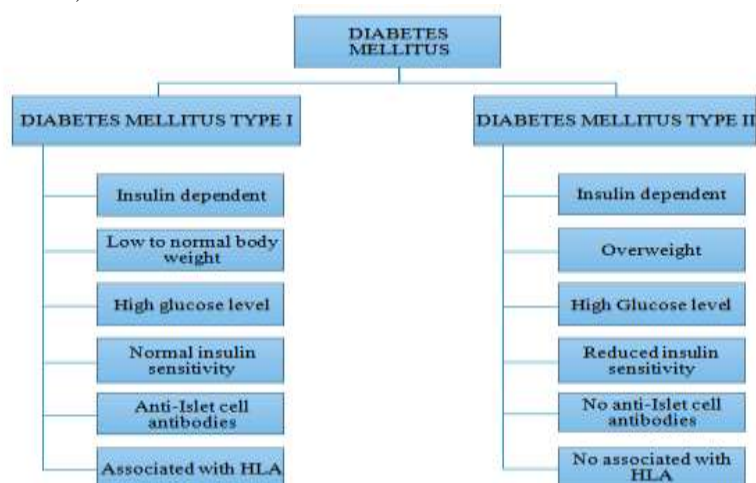 DIABETES
MELLITUS
DIABETES MELLITUS TYPE I
Insulin dependent
Low to normal body
weight
High glucose level
Normal insulin
sensitivity
Anti-Islet cell
antibodies
Associated with HLA
DIABETES MELLITUS TYPE II
Insulin dependent
Overweight
High Glucose level
Reduced insulin
sensitivity
No anti-Islet cell
antibodies
No associated with
HLA